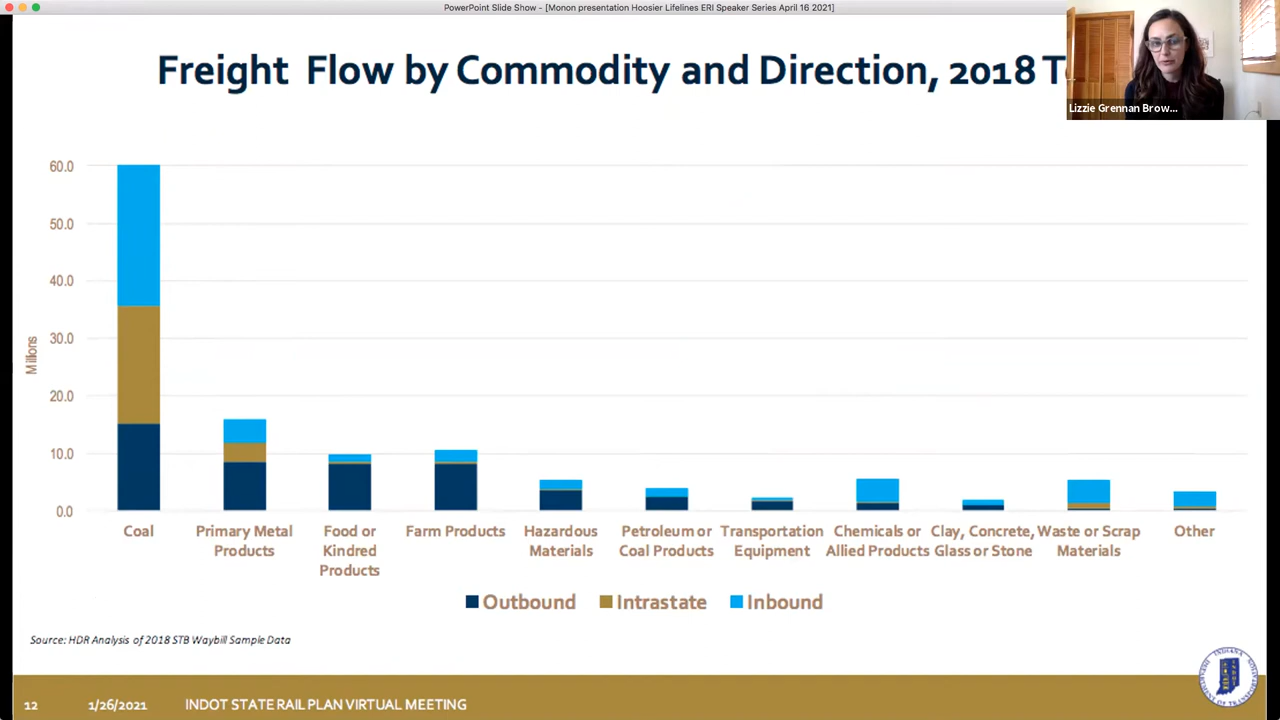 PowerPoint Slide Show - [Monon presentation Hoosier Lifelines ERI Speaker Series April 16 2021]
Freight Flow by Commodity and Direction, 2018 T
Lizzie Grennan Brow...
60.0
50.0
40.0
30.0
20.0
10.0
0.0
Millions
Coal
Primary Metal
Products
Food or
Kindred
Products
Farm Products
Hazardous
Materials
Petroleum or
Coal Products
Transportation
Equipment
Chemicals or
Allied Products
Clay, Concrete,
Glass or Stone
Waste or Scrap
Materials
Other
Outbound Intrastate Inbound
Source: HDR Analysis of 2018 STB Waybill Sample Data
12 1/26/2021 INDOT STATE RAIL PLAN VIRTUAL MEETING
INDIANA
DEPARTMENT OF TRANSPORTATION